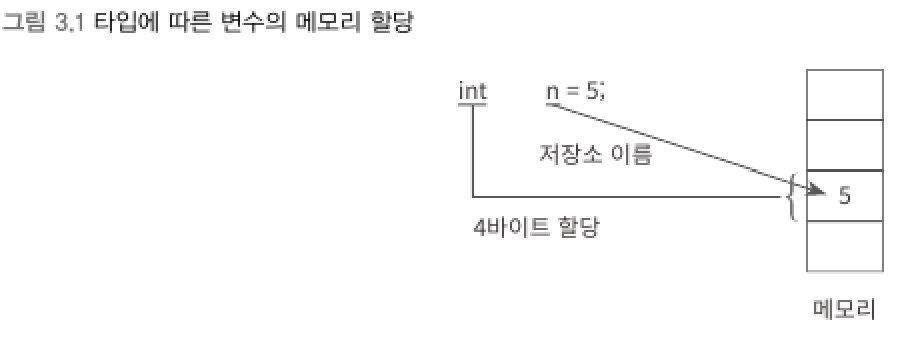 그림 3.1 타입에 따른 변수의 메모리 할당
int n = 5;
저장소 이름
5
4바이트 할당
메모리